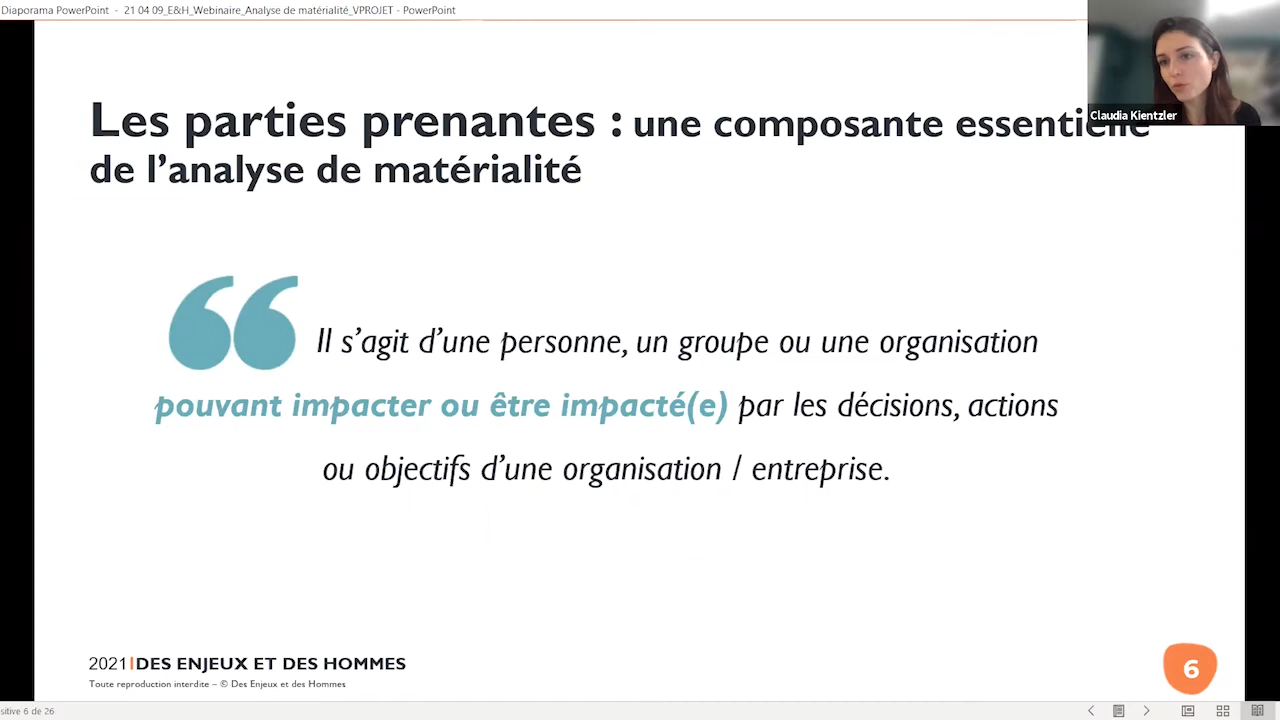 Diaporama PowerPoint - 21 04 09_E&H_Webinaire_Analyse de matérialité_VPROJET - PowerPoint
Claudia Kientzler
Les parties prenantes : une composante essentielle
de l'analyse de matérialité
“ Il s'agit d'une personne, un groupe ou une organisation
pouvant impacter ou être impacté(e) par les décisions, actions
ou objectifs d'une organisation / entreprise.
2021 | DES ENJEUX ET DES HOMMES
Toute reproduction interdite – © Des Enjeux et des Hommes
6
sitive 6 de 26